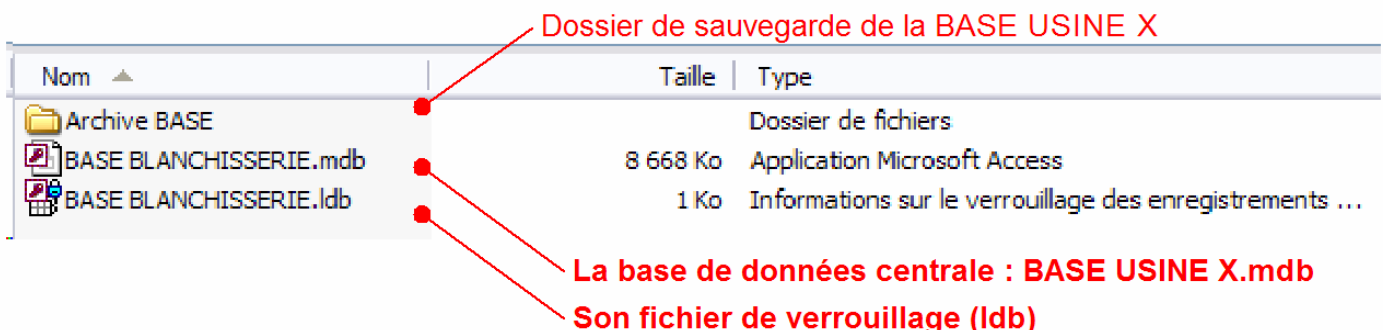 Dossier de sauvegarde de la BASE USINE X
Nom Taille Type
Archive BASE Dossier de fichiers
BASE BLANCHISSERIE.mdb 8 668 Ko Application Microsoft Access
BASE BLANCHISSERIE.ldb 1 Ko Informations sur le verrouillage des enregistrements ...
La base de données centrale : BASE USINE X.mdb
Son fichier de verrouillage (ldb)